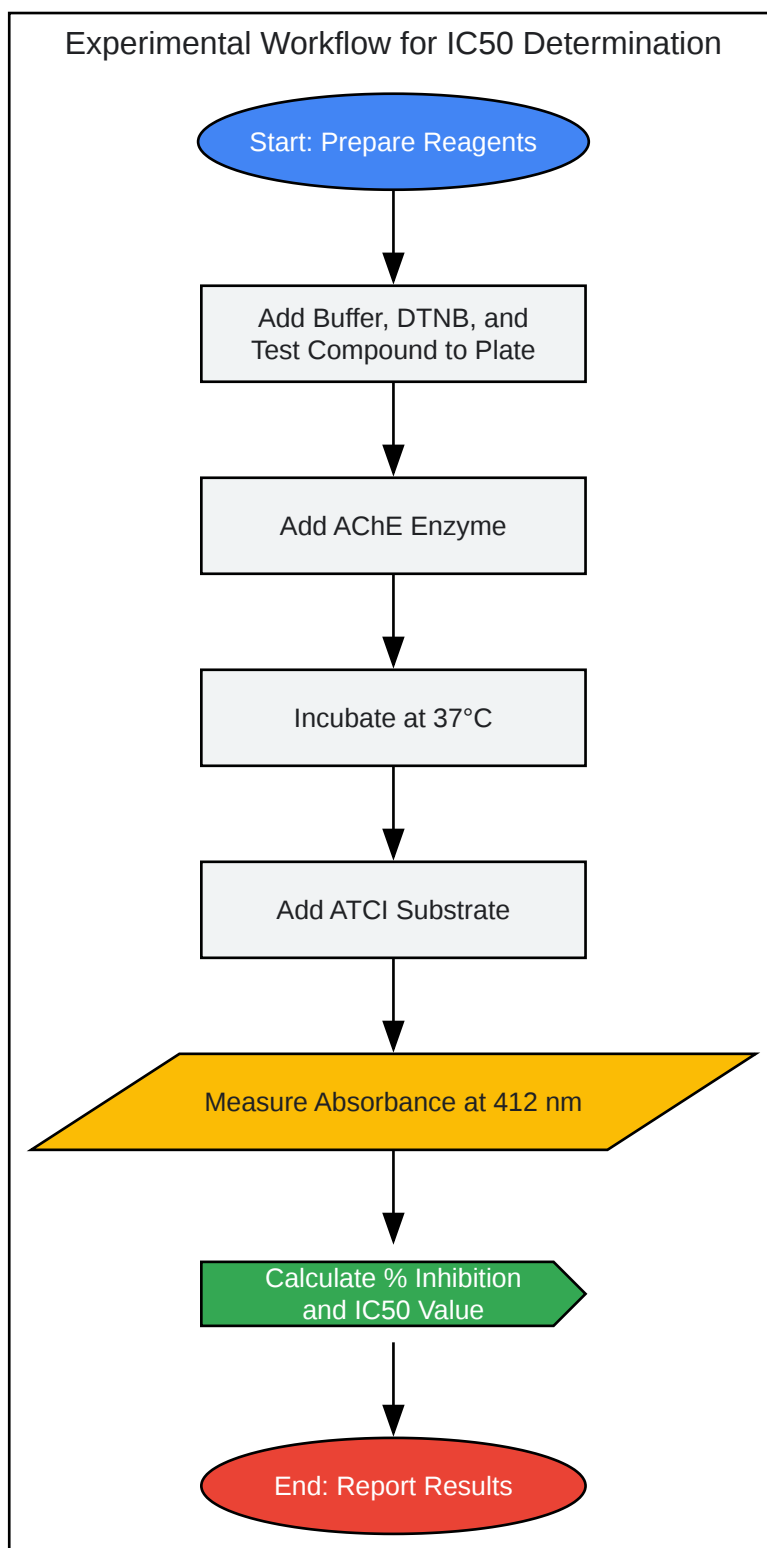 Experimental Workflow for IC50 Determination
Start: Prepare Reagents
Add Buffer, DTNB, and
Test Compound to Plate
Add AChE Enzyme
Incubate at 37°C
Add ATCI Substrate
Measure Absorbance at 412 nm
Calculate % Inhibition
and IC50 Value
End: Report Results